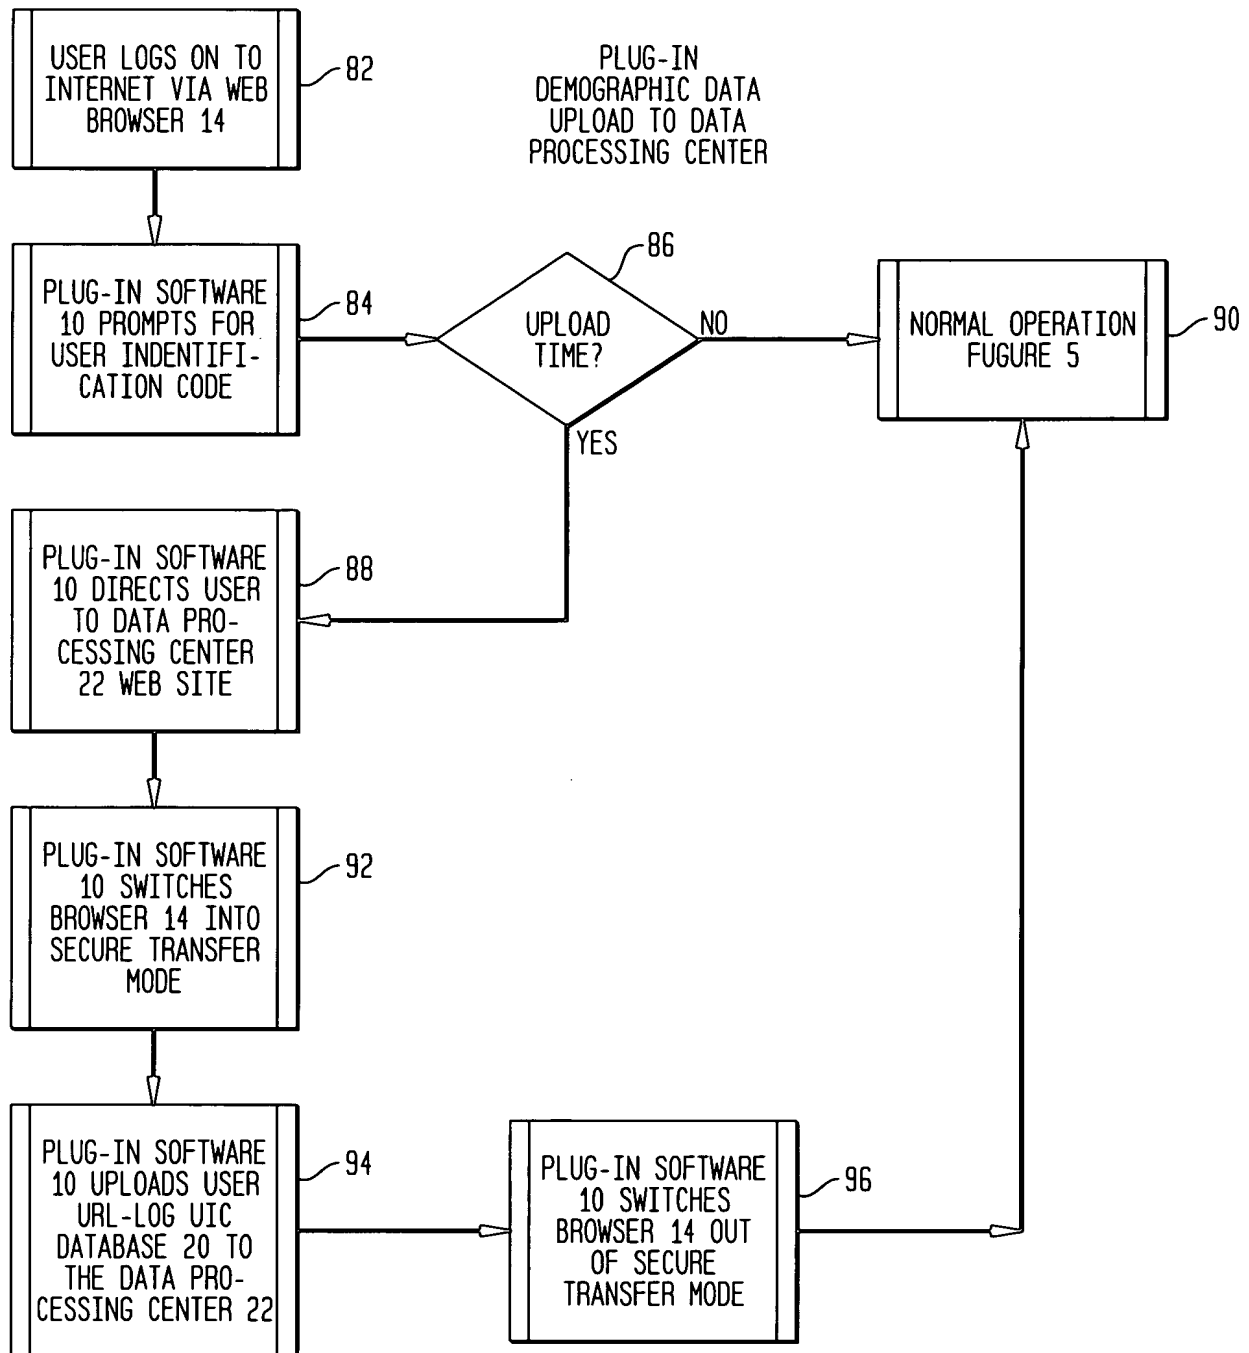 USER LOGS ON TO
INTERNET VIA WEB
BROWSER 14
82
PLUG-IN
DEMOGRAPHIC DATA
UPLOAD TO DATA
PROCESSING CENTER
PLUG-IN SOFTWARE
10 PROMPTS FOR
USER INDENTIFI-
CATION CODE
84
UPLOAD
TIME?
86
NO
YES
NORMAL OPERATION
FUGURE 5
90
PLUG-IN SOFTWARE
10 DIRECTS USER
TO DATA PRO-
CESSING CENTER
22 WEB SITE
88
PLUG-IN SOFTWARE
10 SWITCHES
BROWSER 14 INTO
SECURE TRANSFER
MODE
92
PLUG-IN SOFTWARE
10 UPLOADS USER
URL-LOG UIC
DATABASE 20 TO
THE DATA PRO-
CESSING CENTER 22
94
PLUG-IN SOFTWARE
10 SWITCHES
BROWSER 14 OUT
OF SECURE
TRANSFER MODE
96